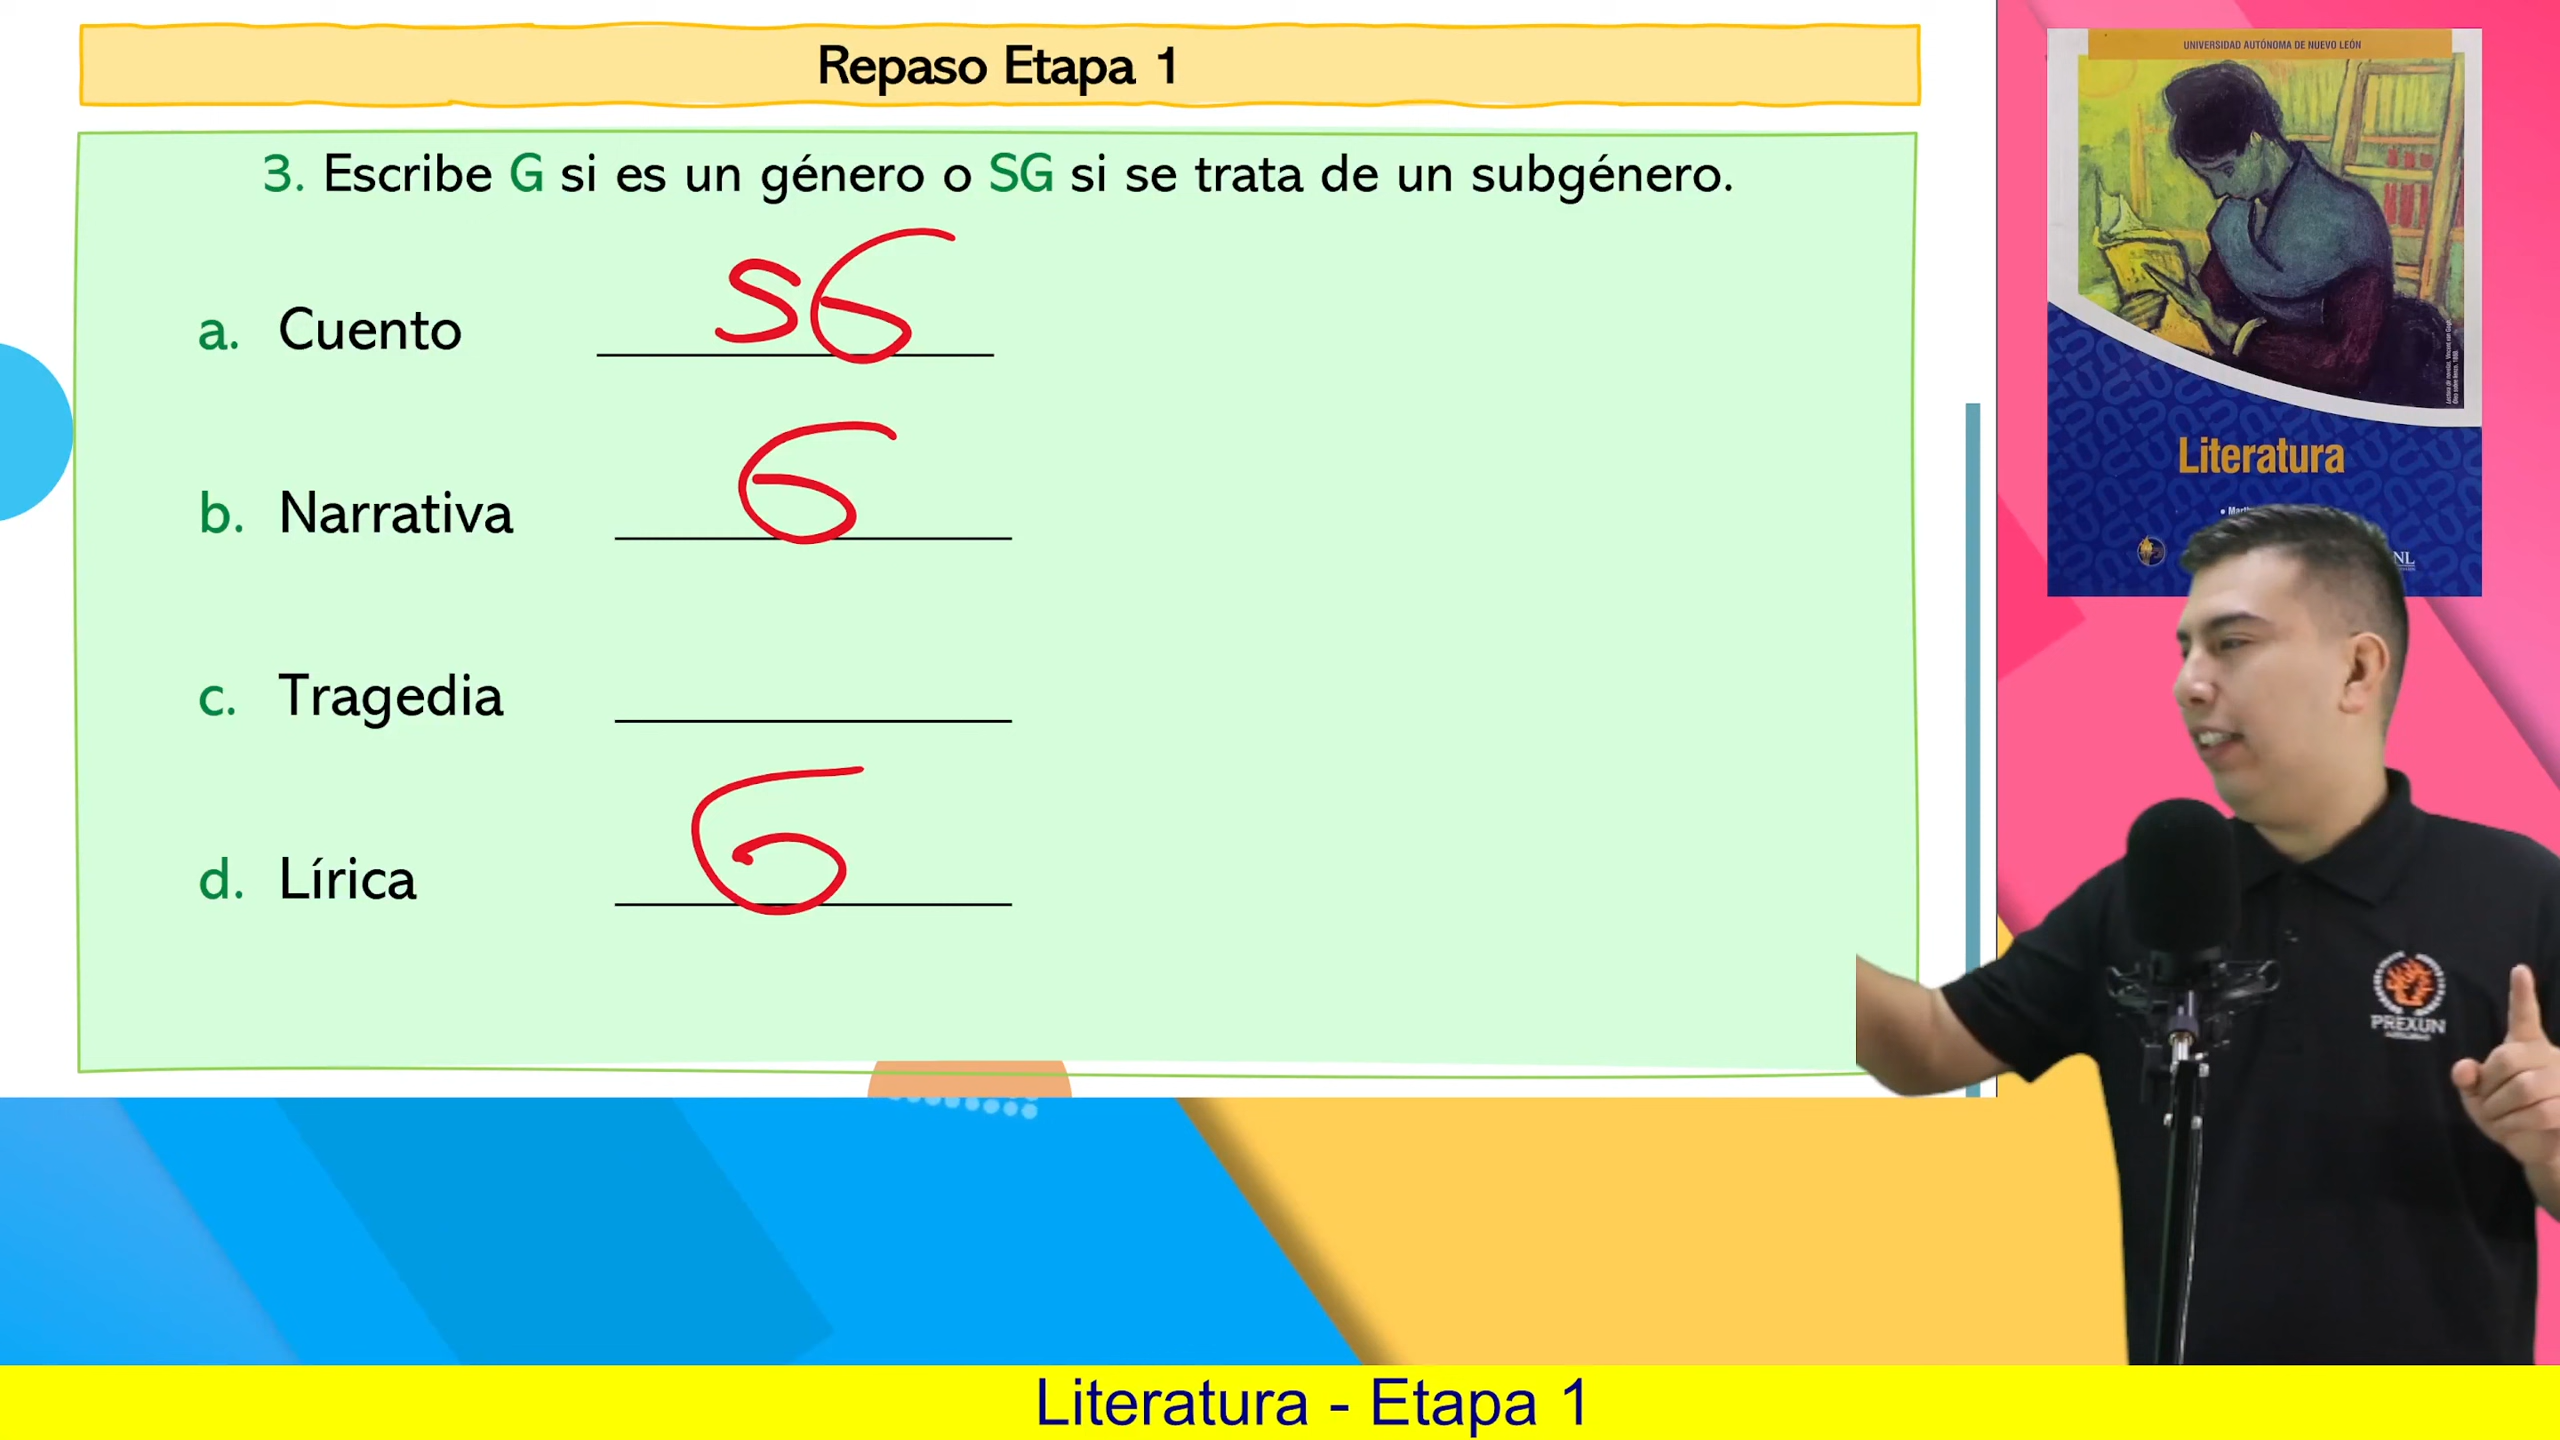 Repaso Etapa 1
3. Escribe G si es un género o SG si se trata de un subgénero.
a. Cuento SG
b. Narrativa G
c. Tragedia
d. Lírica G
UNIVERSIDAD AUTÓNOMA DE NUEVO LEÓN
Literatura
NL
PREXUN
Literatura - Etapa 1